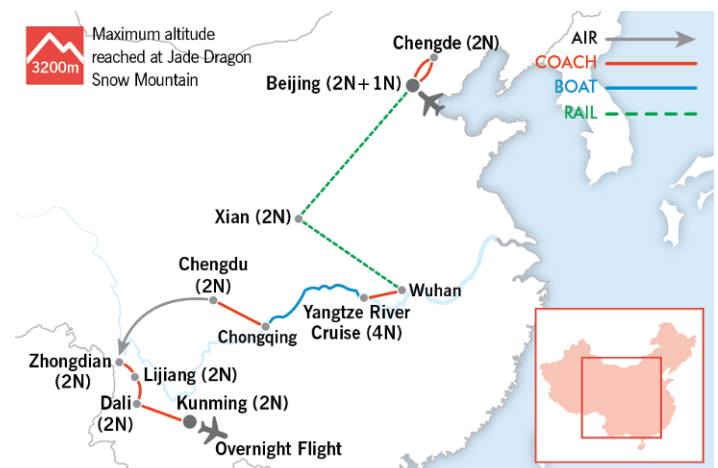 Maximum altitude
reached at Jade Dragon
Snow Mountain
3200m
AIR
COACH
BOAT
RAIL
Chengde (2N)
Beijing (2N+1N)
Xian (2N)
Chengdu
(2N)
Wuhan
Yangtze River
Cruise (4N)
Chongqing
Zhongdian
(2N)
Lijiang (2N)
Dali
(2N)
Kunming (2N)
Overnight Flight